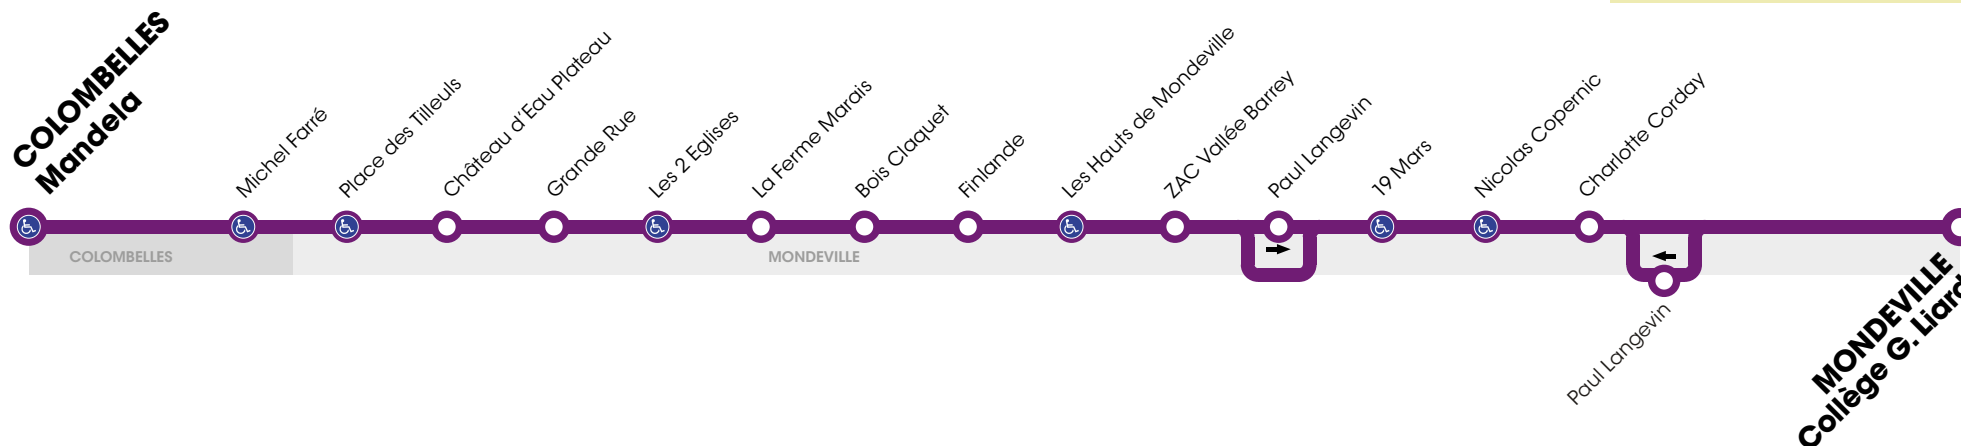 COLOMBELLES
Mandela
Michel Farré
Place des Tilleuls
Château d'Eau Plateau
Grande Rue
Les 2 Eglises
La Ferme Marais
Bois Claquet
Finlande
Les Hauts de Mondeville
ZAC Vallée Barrey
Paul Langevin
19 Mars
Nicolas Copernic
Charlotte Corday
COLOMBELLES
MONDEVILLE
Paul Langevin
MONDEVILLE
Collège G. Liard